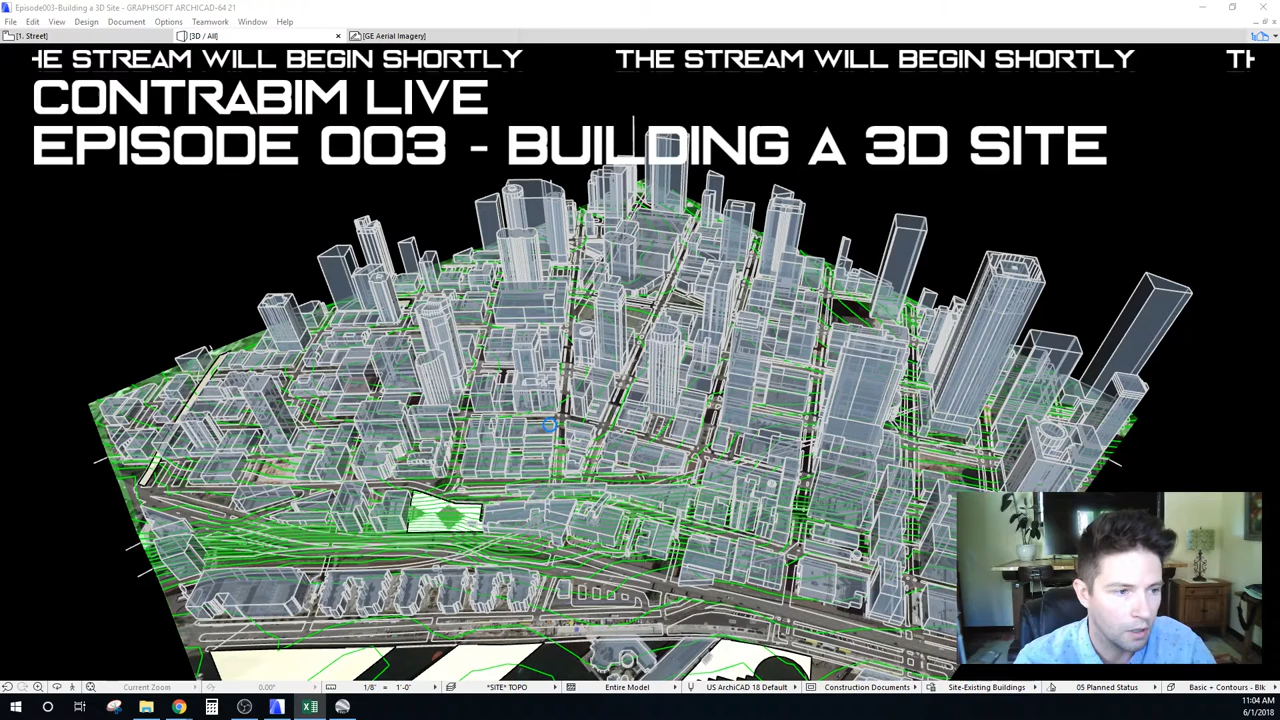 Episode003-Building a 3D Site - GRAPHISOFT ARCHICAD-64 21
File Edit View Design Document Options Teamwork Window Help
[1. Street] [3D / All] [GE Aerial Imagery]
HE STREAM WILL BEGIN SHORTLY THE STREAM WILL BEGIN SHORTLY TH
CONTRABIM LIVE
EPISODE 003 - BUILDING A 3D SITE
Current Zoom 0.00° 1/8" = 1'-0" *SITE* TOPO Entire Model US ArchiCAD 18 Default Construction Documents Site-Existing Buildings 05 Planned Status Basic + Contours - Blk
11:04 AM
6/1/2018